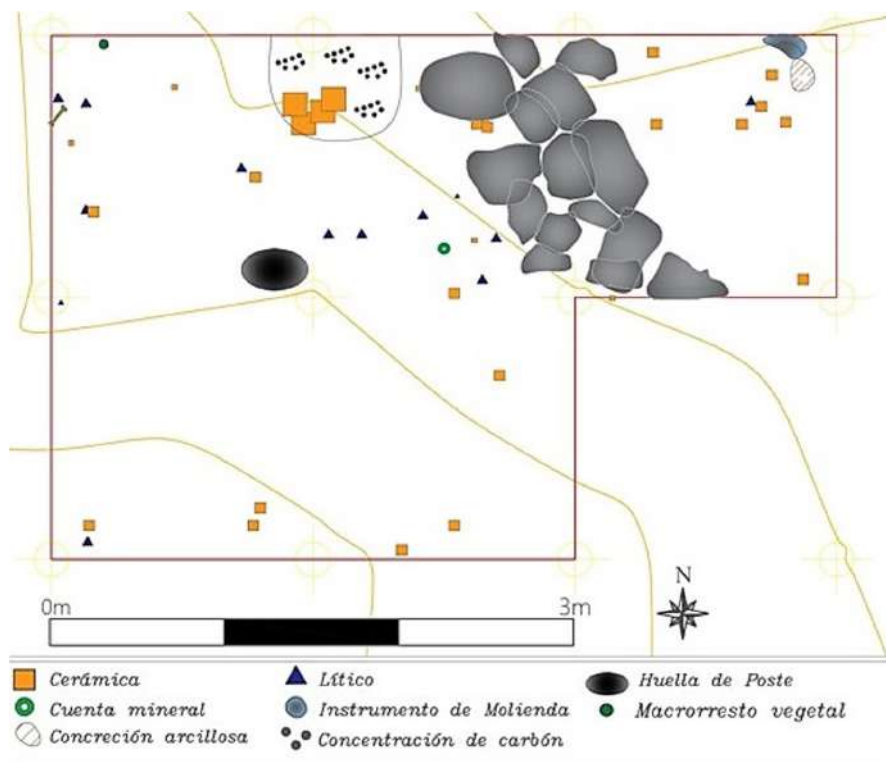 N
0m 3m
Cerámica Lítico Huella de Poste
Cuenta mineral Instrumento de Molienda Macrorresto vegetal
Concreción arcillosa Concentración de carbón